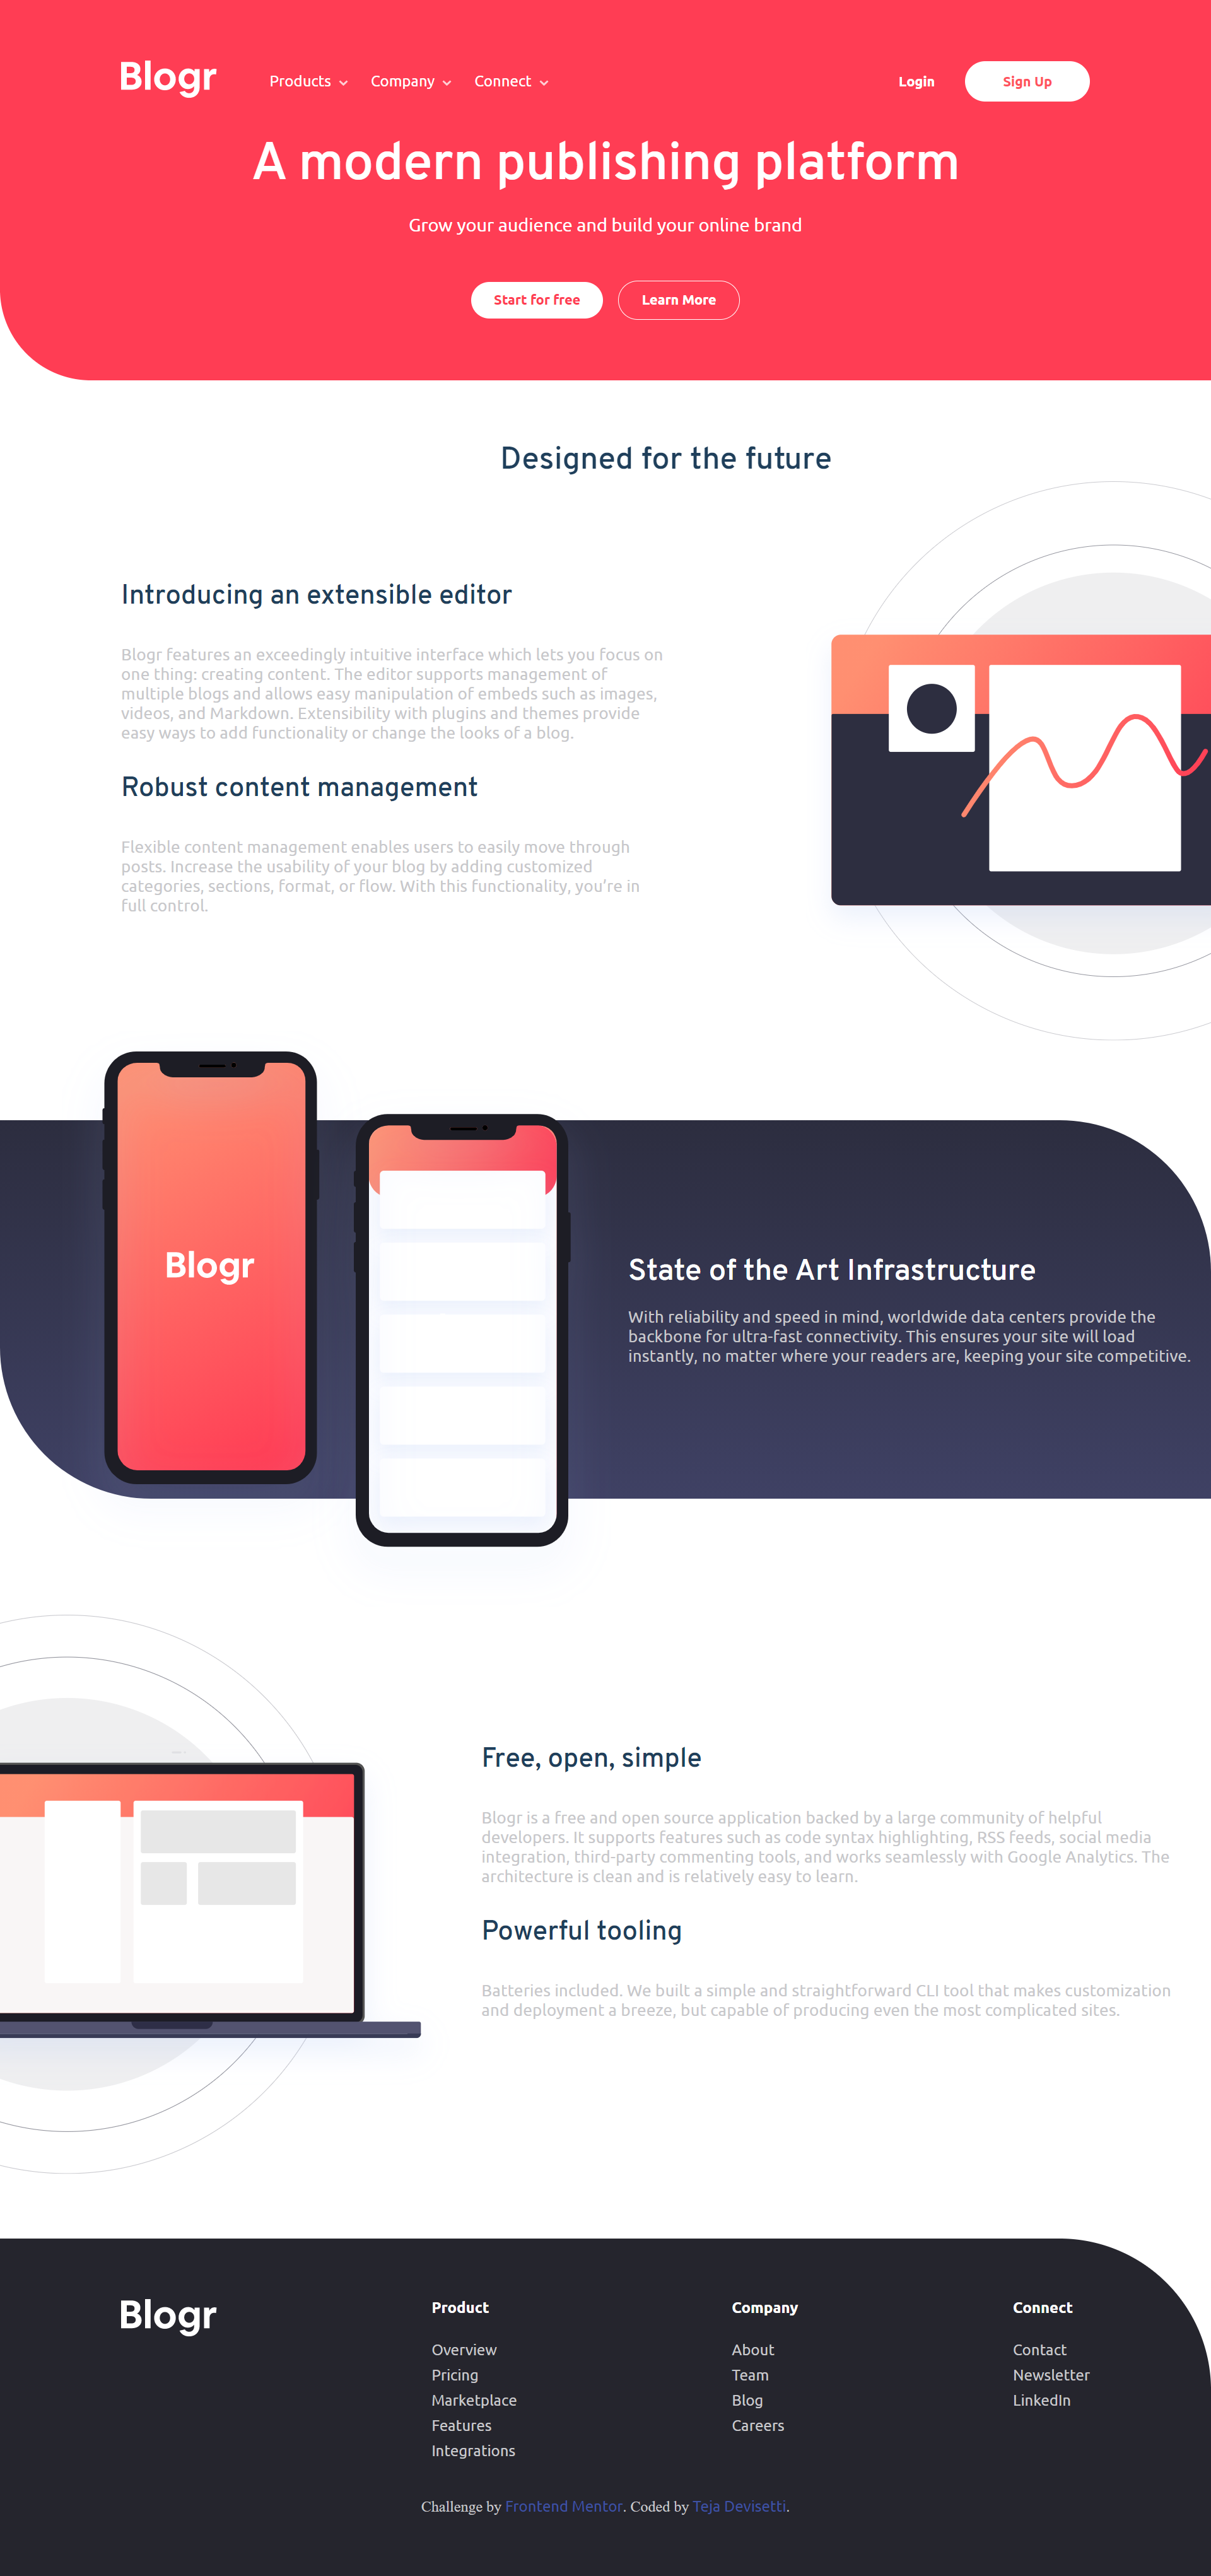 Blogr
Products
Company
Connect
Login
Sign Up
A modern publishing platform
Grow your audience and build your online brand
Start for free
Learn More
Designed for the future
Introducing an extensible editor
Blogr features an exceedingly intuitive interface which lets you focus on
one thing: creating content. The editor supports management of
multiple blogs and allows easy manipulation of embeds such as images,
videos, and Markdown. Extensibility with plugins and themes provide
easy ways to add functionality or change the looks of a blog.
Robust content management
Flexible content management enables users to easily move through
posts. Increase the usability of your blog by adding customized
categories, sections, format, or flow. With this functionality, you're in
full control.
Blogr
State of the Art Infrastructure
With reliability and speed in mind, worldwide data centers provide the
backbone for ultra-fast connectivity. This ensures your site will load
instantly, no matter where your readers are, keeping your site competitive.
Free, open, simple
Blogr is a free and open source application backed by a large community of helpful
developers. It supports features such as code syntax highlighting, RSS feeds, social media
integration, third-party commenting tools, and works seamlessly with Google Analytics. The
architecture is clean and is relatively easy to learn.
Powerful tooling
Batteries included. We built a simple and straightforward CLI tool that makes customization
and deployment a breeze, but capable of producing even the most complicated sites.
Blogr
Product
Overview
Pricing
Marketplace
Features
Integrations
Company
About
Team
Blog
Careers
Connect
Contact
Newsletter
LinkedIn
Challenge by Frontend Mentor. Coded by Teja Devisetti.